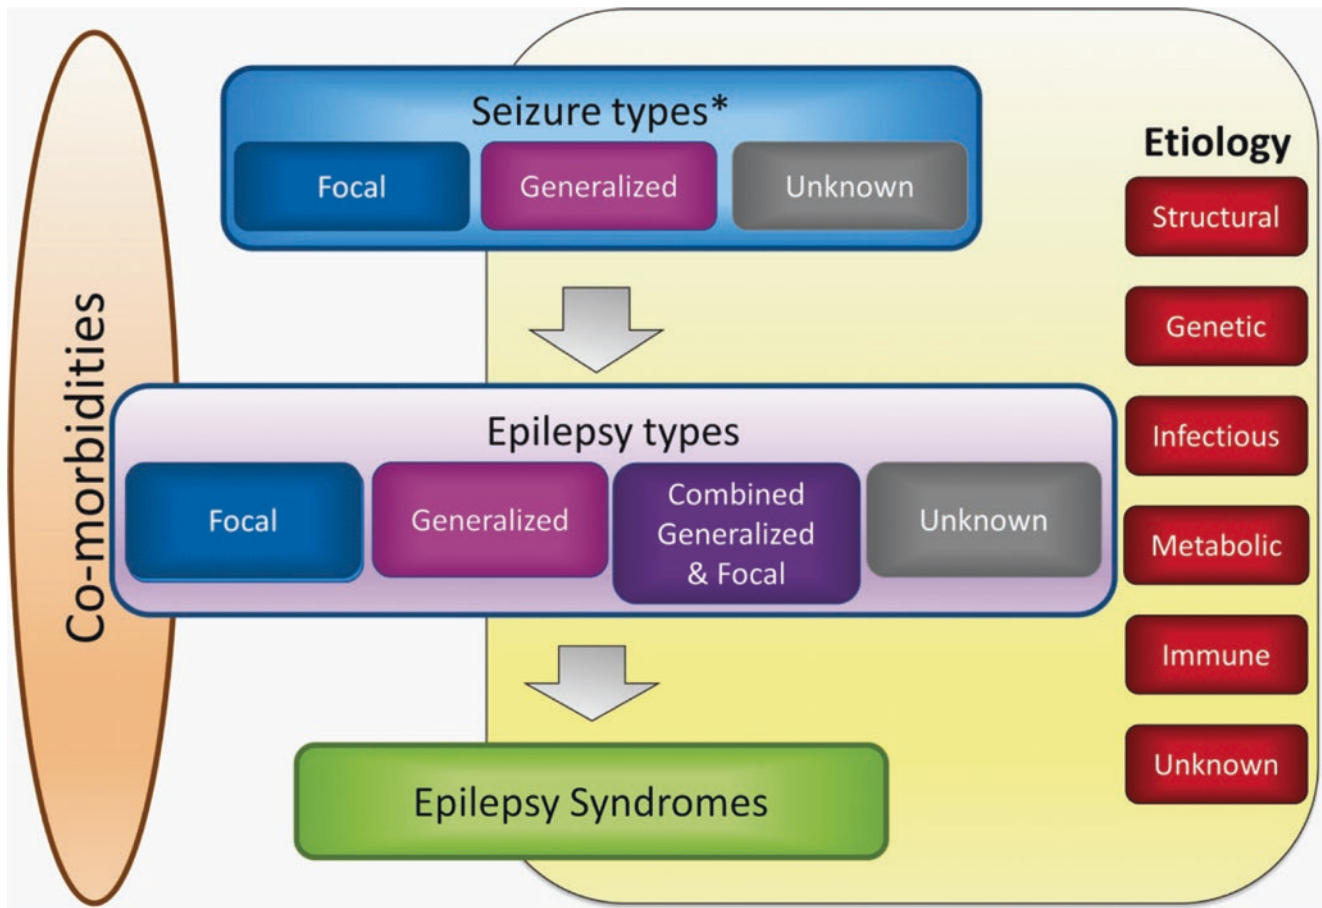 Co-morbidities
Seizure types*
Focal
Generalized
Unknown
Epilepsy types
Focal
Generalized
Combined
Generalized
& Focal
Unknown
Epilepsy Syndromes
Etiology
Structural
Genetic
Infectious
Metabolic
Immune
Unknown